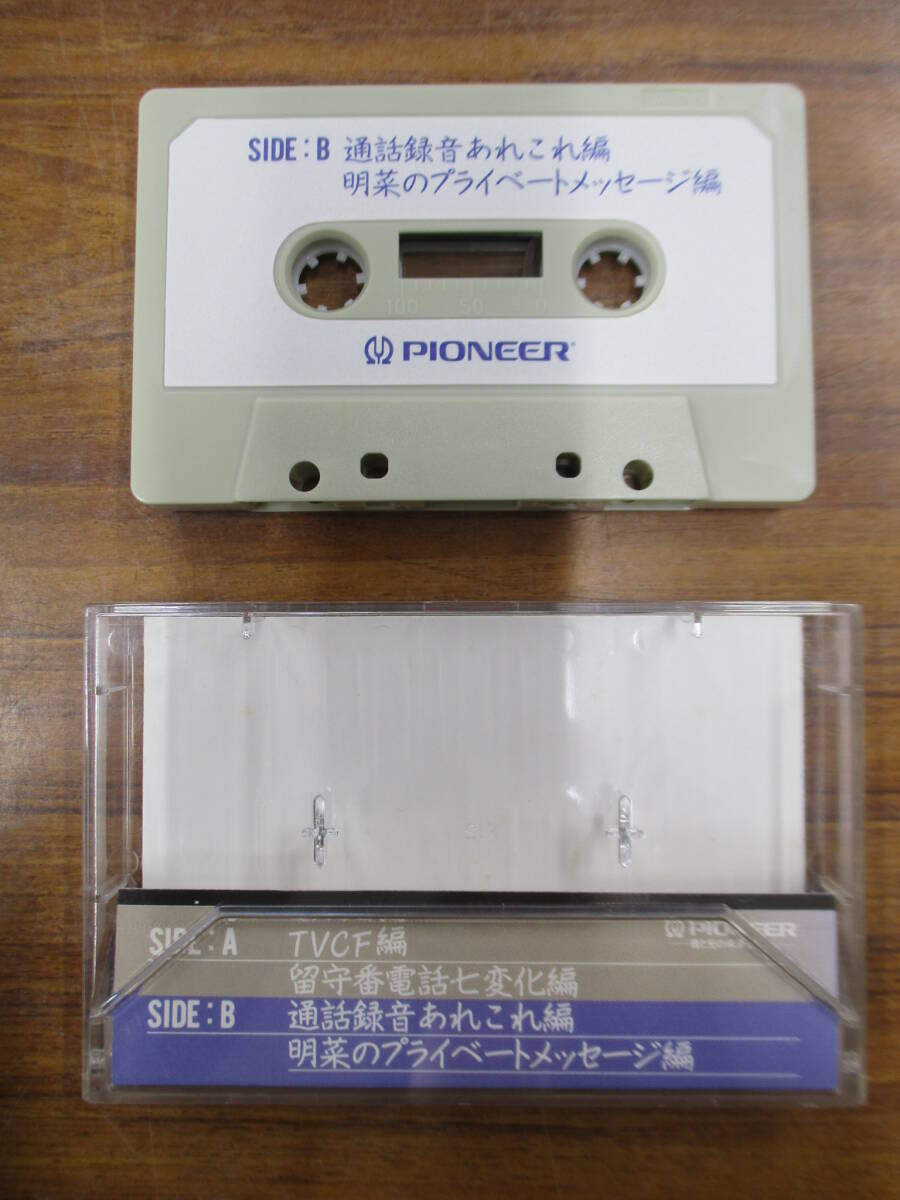 SIDE : B 通話録音あれこれ編
明菜のプライベートメッセージ編
100 50 0
PIONEER
SIDE : A TVCF編
PIONEER
留守番電話七変化編
SIDE : B 通話録音あれこれ編
明菜のプライベートメッセージ編